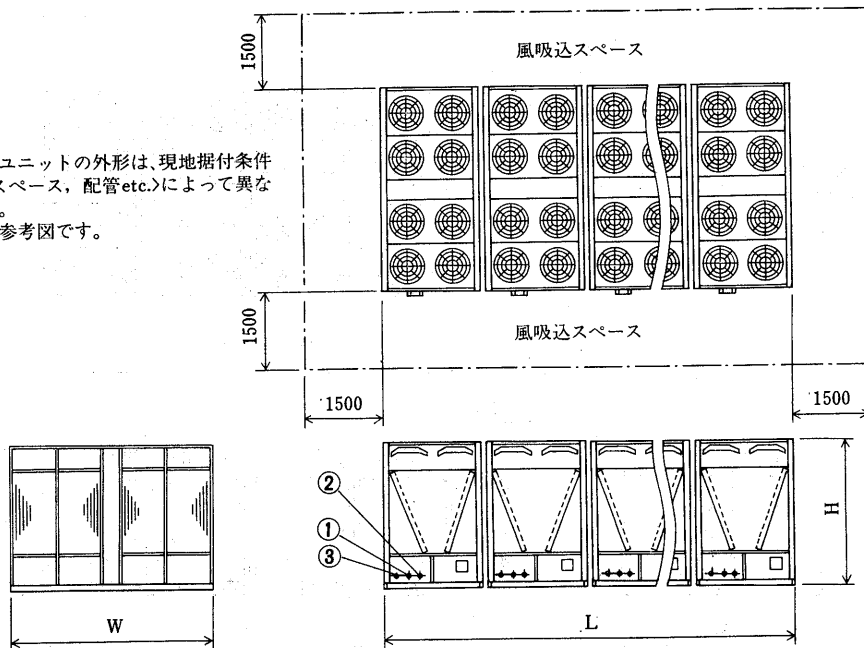 1500
風吸込スペース
ユニットの外形は、現地据付条件
スペース，配管etc.〉によって異な
。
参考図です。
1500
風吸込スペース
1500
1500
②
①
③
H
W
L